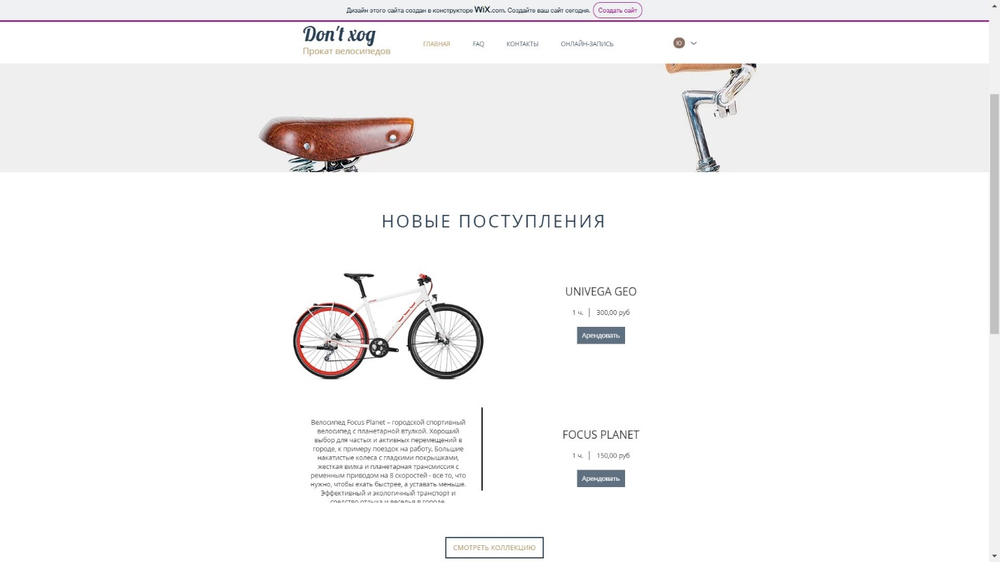 Дизайн этого сайта создан в конструкторе WiX.com. Создайте ваш сайт сегодня. Создать сайт
Don't ход
Прокат велосипедов
ГЛАВНАЯ FAQ КОНТАКТЫ ОНЛАЙН-ЗАПИСЬ Ю
НОВЫЕ ПОСТУПЛЕНИЯ
UNIVEGA GEO
1 ч. 300,00 руб
Арендовать
Велосипед Focus Planet – городской спортивный
велосипед с планетарной втулкой. Хороший
выбор для частых и активных перемещений в
городе, к примеру поездок на работу. Большие
накатистые колеса с гладкими покрышками,
жесткая вилка и планетарная трансмиссия с
ременным приводом на 8 скоростей - все то, что
нужно, чтобы ехать быстрее, а уставать меньше.
Эффективный и экологичный транспорт и
средство отдыха и веселья в городе
FOCUS PLANET
1 ч. 150,00 руб
Арендовать
СМОТРЕТЬ КОЛЛЕКЦИЮ